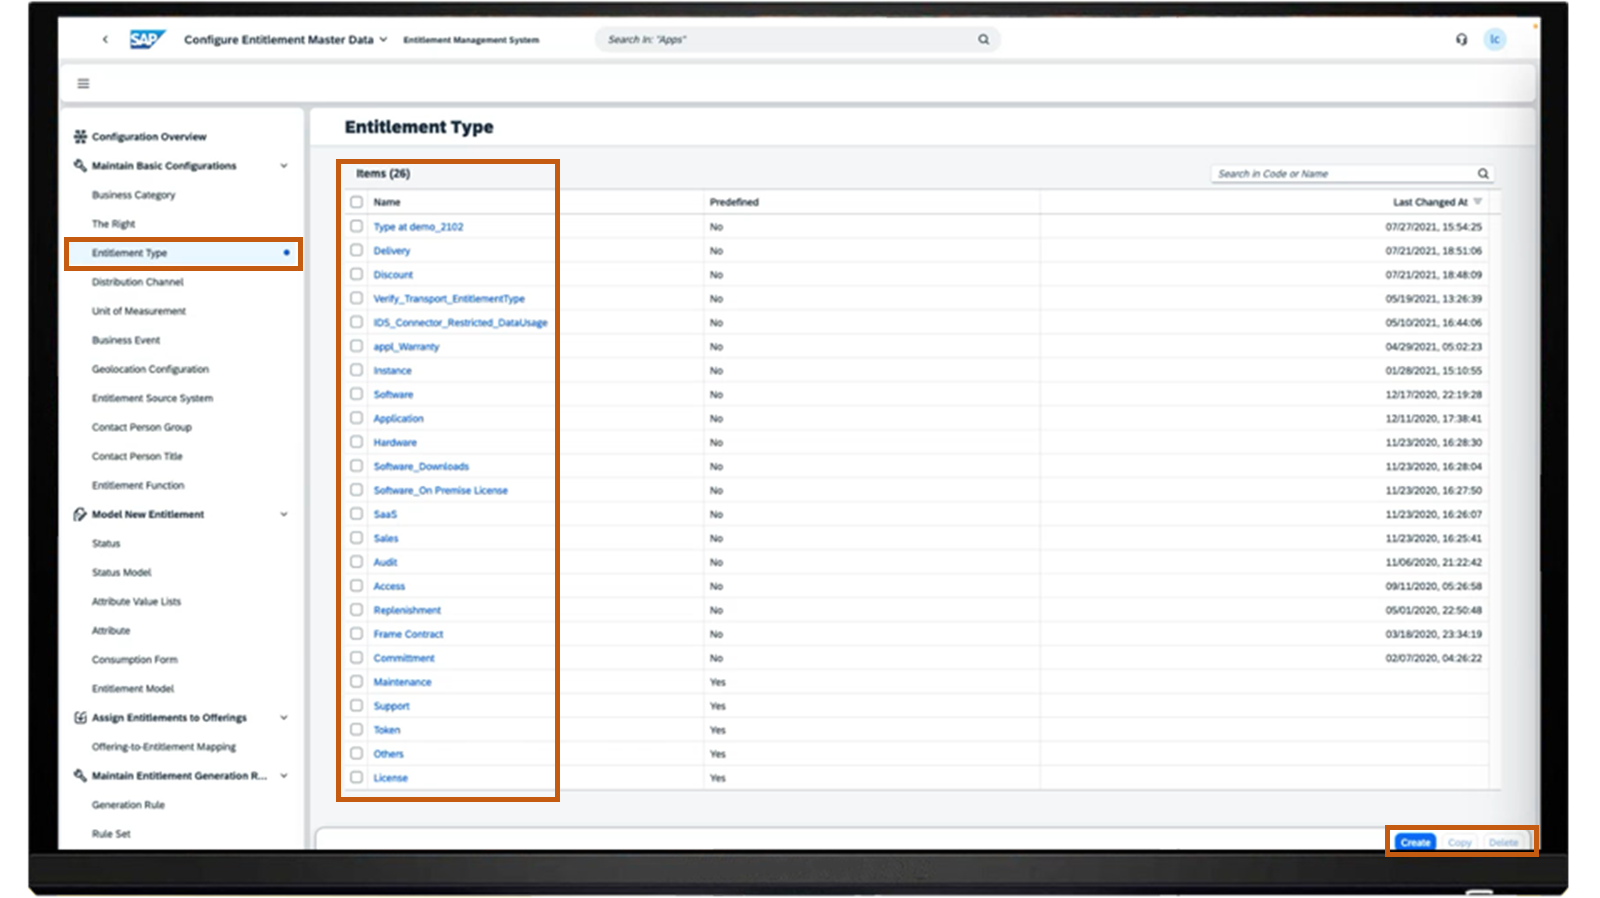 SAP Configure Entitlement Master Data Entitlement Management System Search In: "Apps" lc
Entitlement Type
Configuration Overview
Maintain Basic Configurations
Business Category
The Right
Entitlement Type
Distribution Channel
Unit of Measurement
Business Event
Geolocation Configuration
Entitlement Source System
Contact Person Group
Contact Person Title
Entitlement Function
Model New Entitlement
Status
Status Model
Attribute Value Lists
Attribute
Consumption Form
Entitlement Model
Assign Entitlements to Offerings
Offering-to-Entitlement Mapping
Maintain Entitlement Generation R...
Generation Rule
Rule Set
Items (26) Search in Code or Name
Name Predefined Last Changed At
Type at demo_2102 No 07/27/2021, 15:54:25
Delivery No 07/21/2021, 18:51:06
Discount No 07/21/2021, 18:48:09
Verify_Transport_EntitlementType No 05/19/2021, 13:26:39
IDS_Connector_Restricted_DataUsage No 05/10/2021, 16:44:06
appl_Warranty No 04/29/2021, 05:02:23
Instance No 01/28/2021, 15:10:55
Software No 12/17/2020, 22:19:28
Application No 12/11/2020, 17:38:41
Hardware No 11/23/2020, 16:28:30
Software_Downloads No 11/23/2020, 16:28:04
Software_On Premise License No 11/23/2020, 16:27:50
SaaS No 11/23/2020, 16:26:07
Sales No 11/23/2020, 16:25:41
Audit No 11/06/2020, 21:22:42
Access No 09/11/2020, 05:26:58
Replenishment No 05/01/2020, 22:50:48
Frame Contract No 03/18/2020, 23:34:19
Committment No 02/07/2020, 04:26:22
Maintenance Yes
Support Yes
Token Yes
Others Yes
License Yes
Create Copy Delete